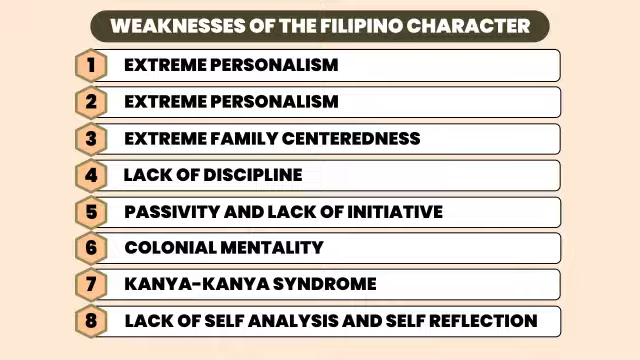 WEAKNESSES OF THE FILIPINO CHARACTER
1 EXTREME PERSONALISM
2 EXTREME PERSONALISM
3 EXTREME FAMILY CENTEREDNESS
4 LACK OF DISCIPLINE
5 PASSIVITY AND LACK OF INITIATIVE
6 COLONIAL MENTALITY
7 KANYA-KANYA SYNDROME
8 LACK OF SELF ANALYSIS AND SELF REFLECTION